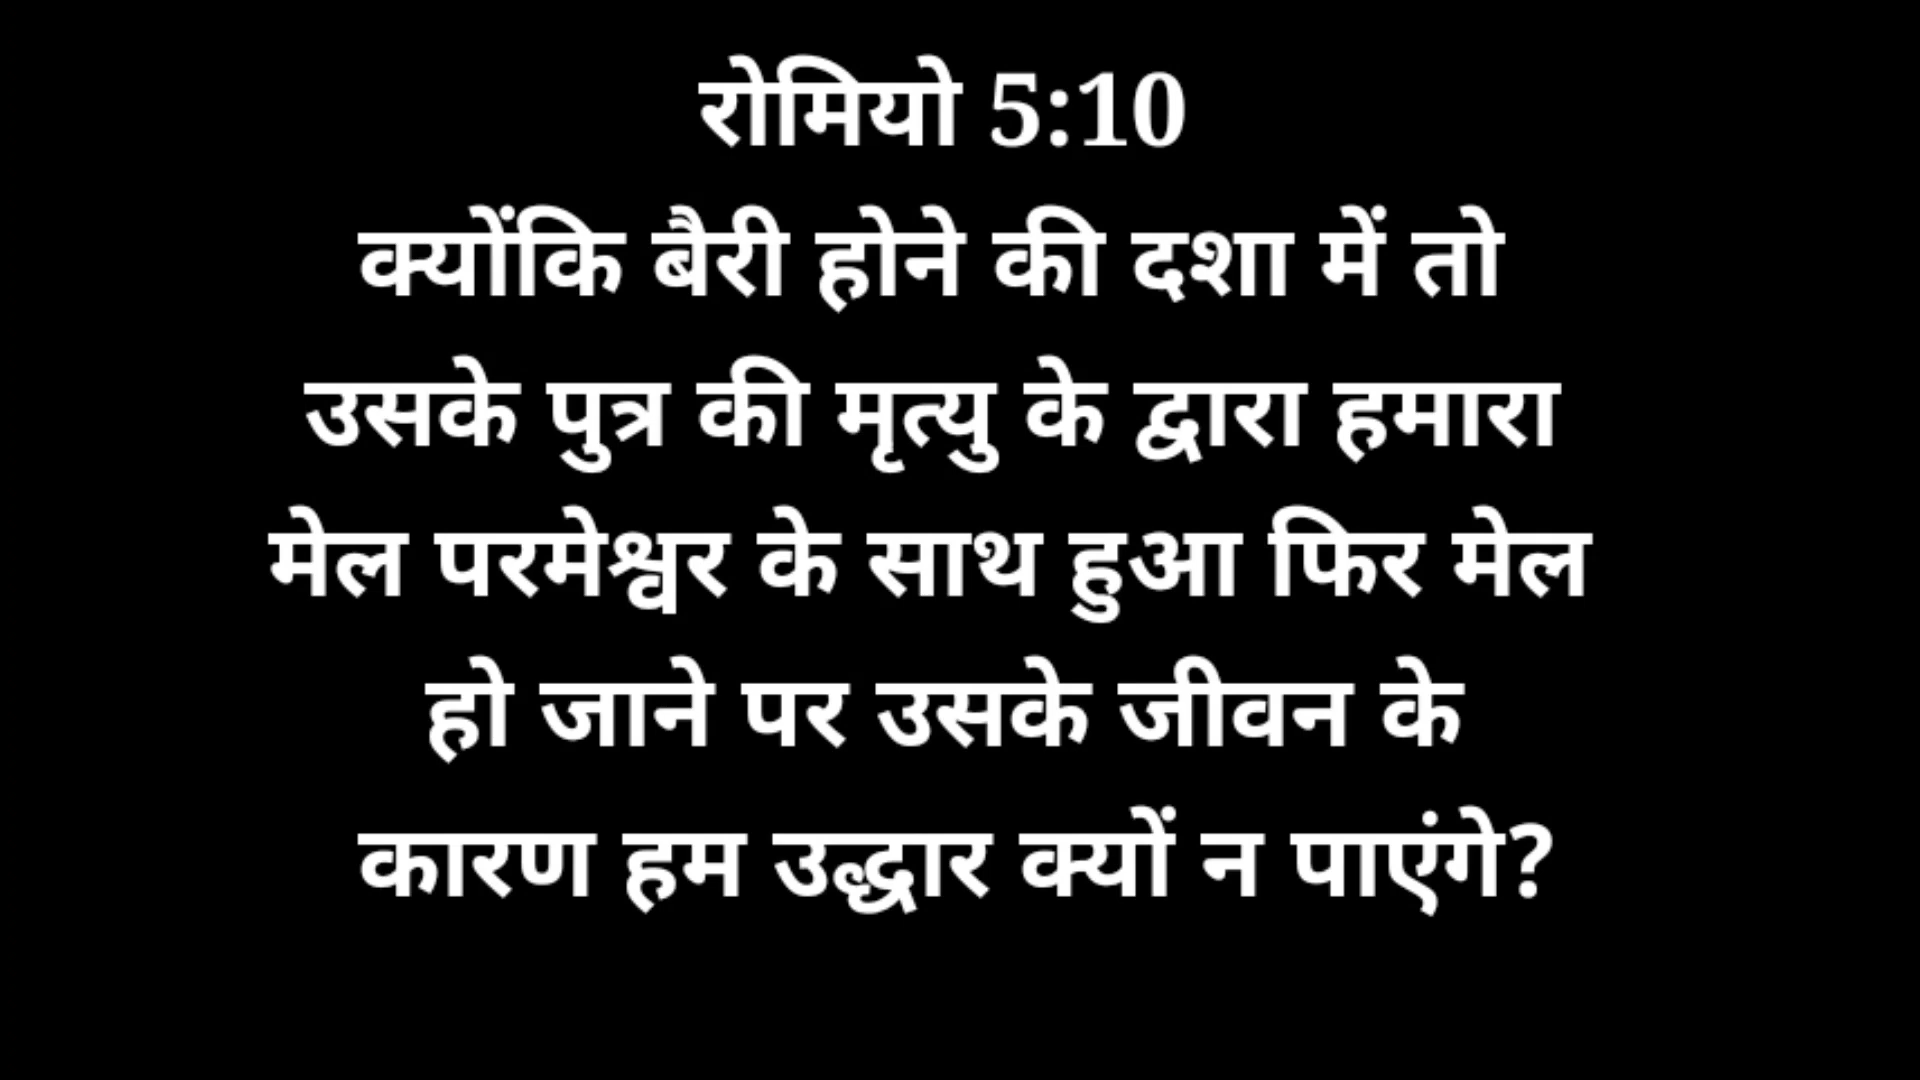 रोमियो 5:10
क्योंकि बैरी होने की दशा में तो
उसके पुत्र की मृत्यु के द्वारा हमारा
मेल परमेश्वर के साथ हुआ फिर मेल
हो जाने पर उसके जीवन के
कारण हम उद्धार क्यों न पाएंगे?